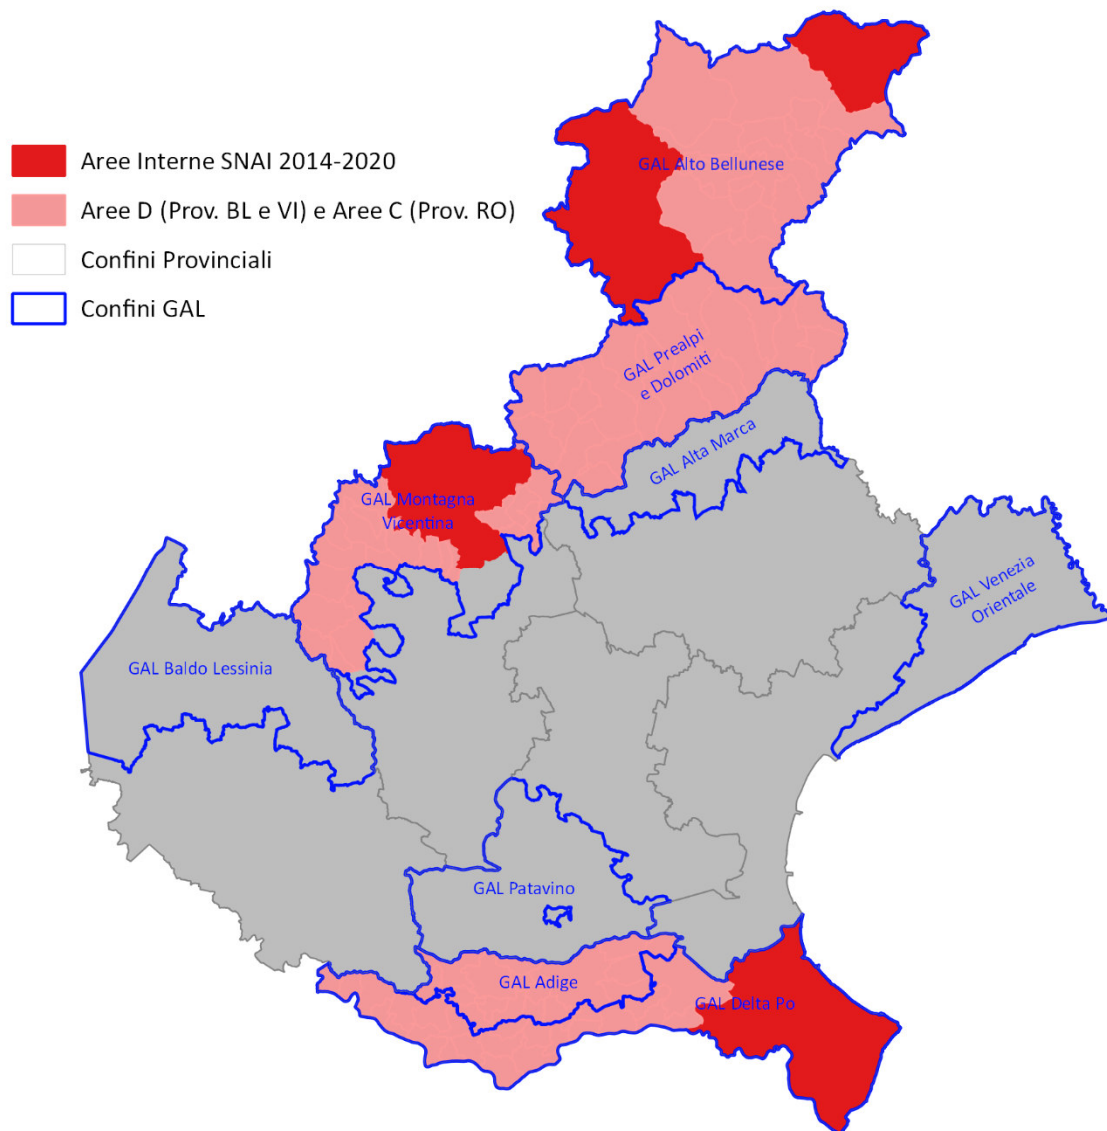 Aree Interne SNAI 2014-2020
Aree D (Prov. BL e VI) e Aree C (Prov. RO)
Confini Provinciali
Confini GAL
GAL Alto Bellunese
GAL Prealpi
e Dolomiti
GAL Alta Marca
GAL Montagna
Vicentina
GAL Venezia
Orientale
GAL Baldo Lessinia
GAL Patavino
GAL Adige
GAL Delta Po